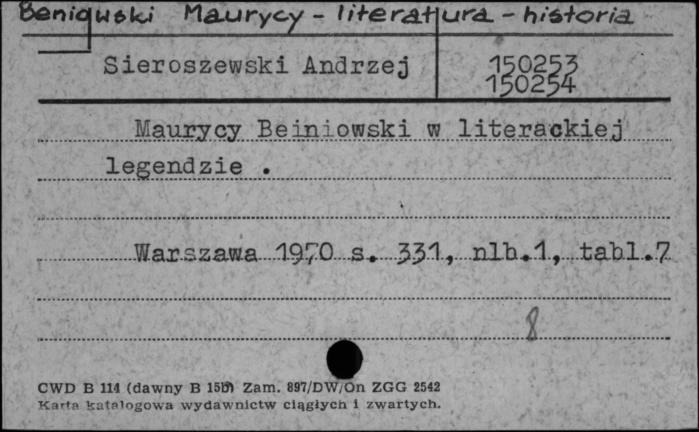 Beniowski Maurycy - literatura - historia
Sieroszewski Andrzej
150253
150254
Maurycy Beiniowski w literackiej
legendzie .
Warszawa 1970 s. 331, nlb.1, tabl.7
8
CWD B 114 (dawny B 15b) Zam. 897/DW/On ZGG 2542
Karta katalogowa wydawnictw ciągłych i zwartych.